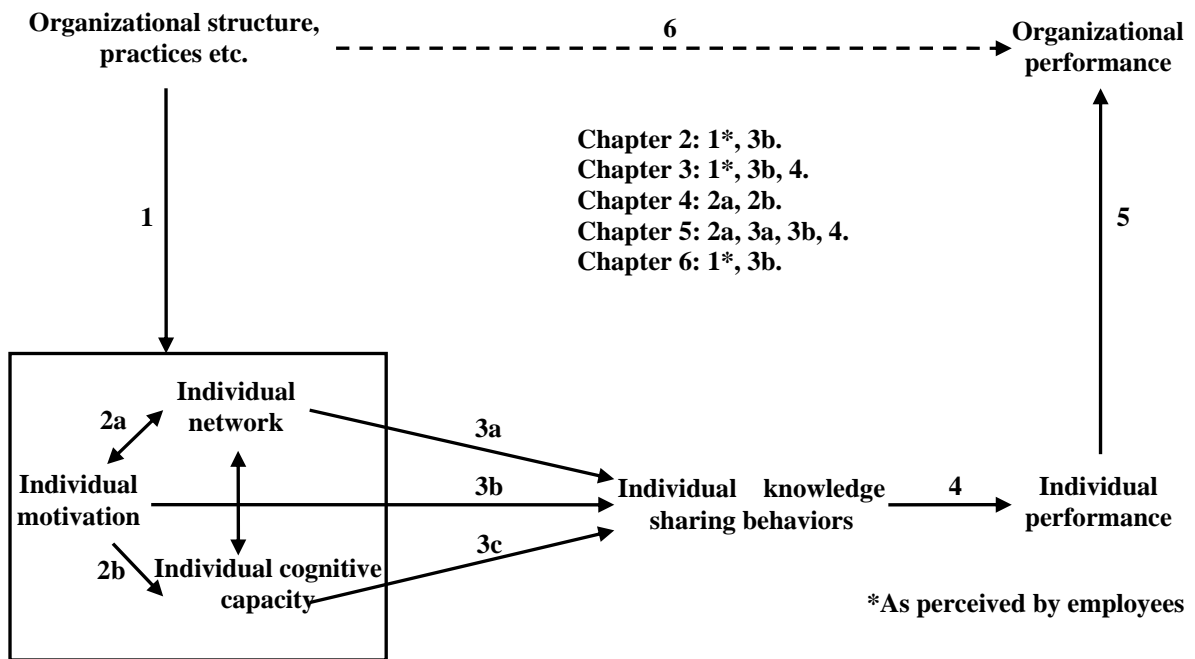 Organizational structure,
practices etc.
6
Organizational
performance
Chapter 2: 1*, 3b.
Chapter 3: 1*, 3b, 4.
Chapter 4: 2a, 2b.
Chapter 5: 2a, 3a, 3b, 4.
Chapter 6: 1*, 3b.
1
5
Individual
network
2a
3a
Individual
motivation
3b
Individual knowledge
sharing behaviors
4
Individual
performance
3c
2b
Individual cognitive
capacity
*As perceived by employees